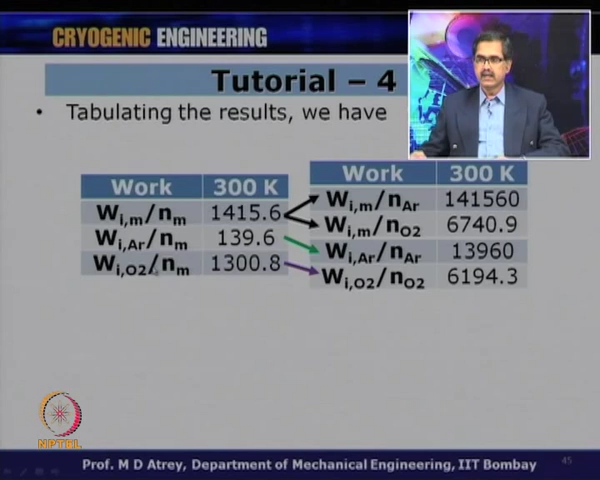 CRYOGENIC ENGINEERING
Tutorial – 4
• Tabulating the results, we have
Work 300 K
Wi,m/nm 1415.6
Wi,Ar/nm 139.6
Wi,O2/nm 1300.8
Work 300 K
Wi,m/nAr 141560
Wi,m/nO2 6740.9
Wi,Ar/nAr 13960
Wi,O2/nO2 6194.3
NPTEL
Prof. M D Atrey, Department of Mechanical Engineering, IIT Bombay
45